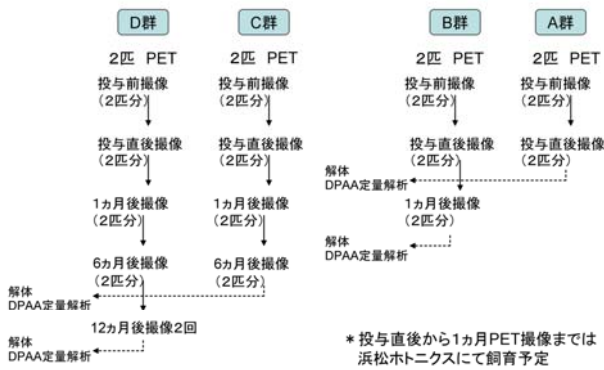 D群
2匹 PET
投与前撮像
(2匹分)
投与直後撮像
(2匹分)
1ヵ月後撮像
(2匹分)
6ヵ月後撮像
(2匹分)
12ヵ月後撮像2回
C群
2匹 PET
投与前撮像
(2匹分)
投与直後撮像
(2匹分)
1ヵ月後撮像
(2匹分)
6ヵ月後撮像
(2匹分)
解体
DPAA定量解析
解体
DPAA定量解析
B群
2匹 PET
投与前撮像
(2匹分)
投与直後撮像
(2匹分)
1ヵ月後撮像
(2匹分)
A群
2匹 PET
投与前撮像
(2匹分)
投与直後撮像
(2匹分)
解体
DPAA定量解析
解体
DPAA定量解析
*投与直後から1ヵ月PET撮像までは
浜松ホトニクスにて飼育予定